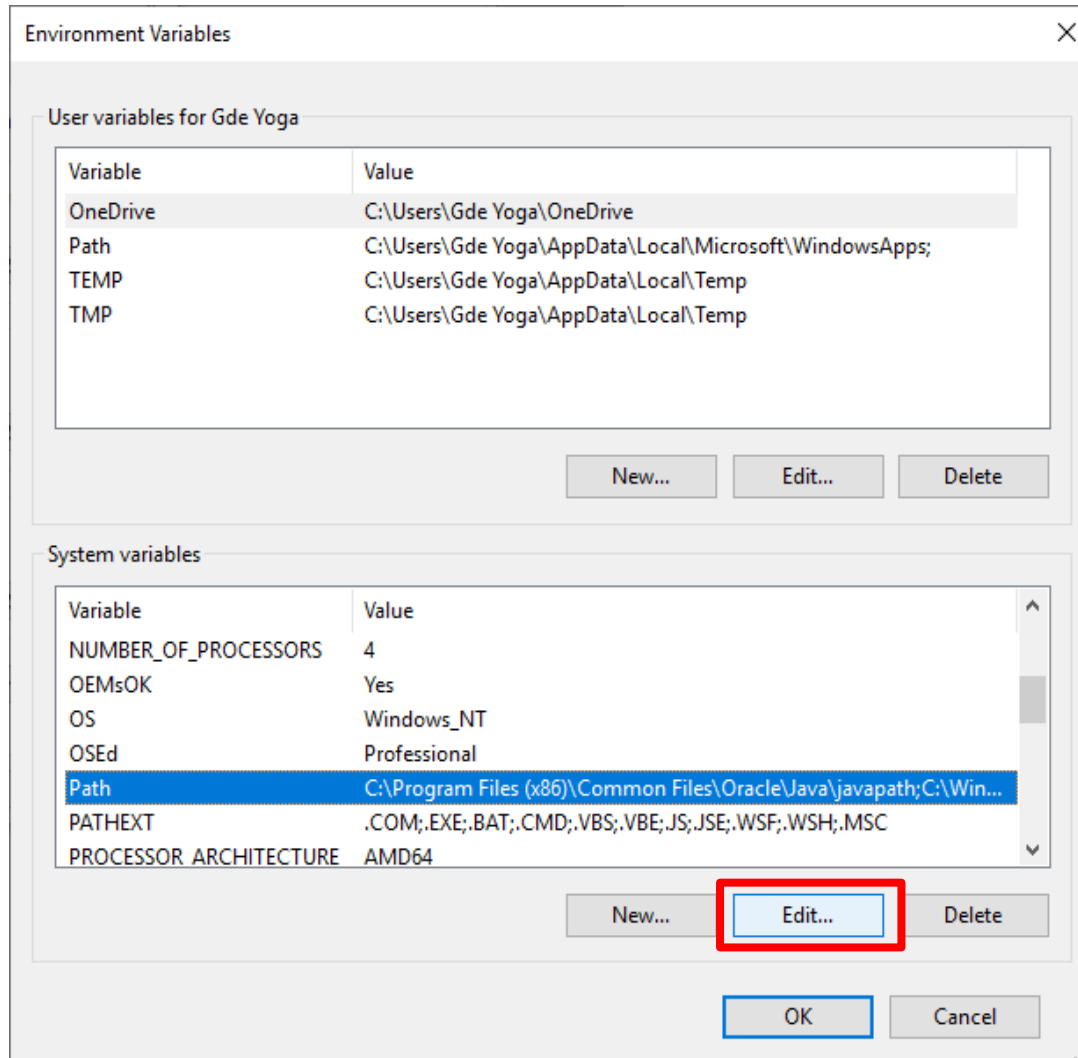 Environment Variables
User variables for Gde Yoga
Variable Value
OneDrive C:\Users\Gde Yoga\OneDrive
Path C:\Users\Gde Yoga\AppData\Local\Microsoft\WindowsApps;
TEMP C:\Users\Gde Yoga\AppData\Local\Temp
TMP C:\Users\Gde Yoga\AppData\Local\Temp
New... Edit... Delete
System variables
Variable Value
NUMBER_OF_PROCESSORS 4
OEMsOK Yes
OS Windows_NT
OSEd Professional
Path C:\Program Files (x86)\Common Files\Oracle\Java\javapath;C:\Win...
PATHEXT .COM;.EXE;.BAT;.CMD;.VBS;.VBE;.JS;.JSE;.WSF;.WSH;.MSC
PROCESSOR_ARCHITECTURE AMD64
New... Edit... Delete
OK Cancel